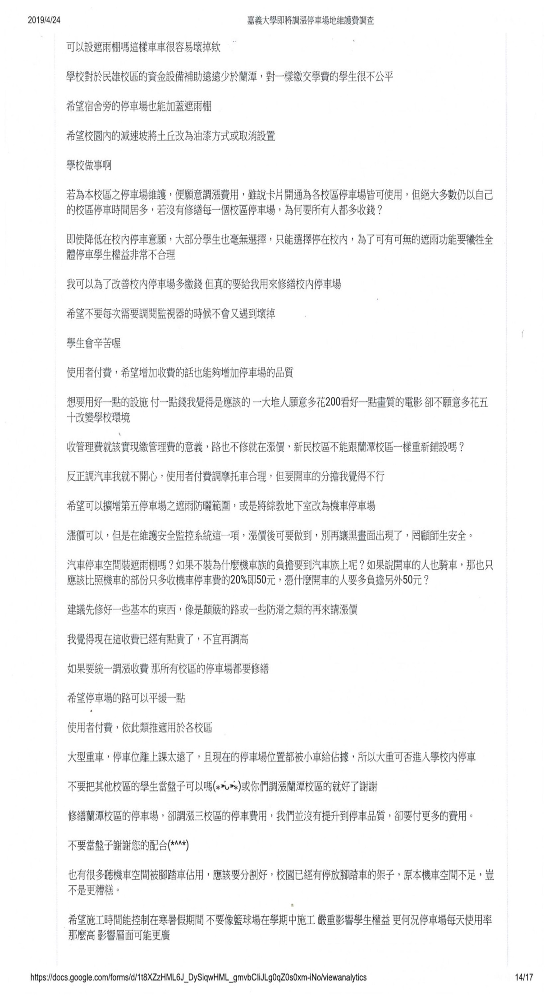 2019/4/24
嘉義大學即將調漲停車場地維護費調查
可以設遮雨棚嗎這樣車車很容易壞掉欸
學校對於民雄校區的資金設備補助遠遠少於蘭潭，對一樣繳交學費的學生很不公平
希望宿舍旁的停車場也能加蓋遮雨棚
希望校園內的減速坡將土丘改為油漆方式或取消設置
學校做事啊
若為本校區之停車場維護，便願意調漲費用，雖說卡片開通為各校區停車場皆可使用，但絕大多數仍以自己
的校區停車時間居多，若沒有修繕每一個校區停車場，為何要所有人都多收錢？
即使降低在校內停車意願，大部分學生也毫無選擇，只能選擇停在校內，為了可有可無的遮雨功能要犧牲全
體停車學生權益非常不合理
我可以為了改善校內停車場多繳錢 但真的要給我用來修繕校內停車場
希望不要每次需要調閱監視器的時候不會又遇到壞掉
學生會辛苦喔
使用者付費，希望增加收費的話也能夠增加停車場的品質
想要用好一點的設施 付一點錢我覺得是應該的 一大堆人願意多花200看好一點畫質的電影 卻不願意多花五
十改變學校環境
收管理費就該實現繳管理費的意義，路也不修就在漲價，新民校區不能跟蘭潭校區一樣重新鋪設嗎？
反正調汽車我就不開心，使用者付費調摩托車合理，但要開車的分擔我覺得不行
希望可以擴增第五停車場之遮雨防曬範圍，或是將綜教地下室改為機車停車場
漲價可以，但是在維護安全監控系統這一項，漲價後可要做到，別再讓黑畫面出現了，罔顧師生安全。
汽車停車空間裝遮雨棚嗎？如果不裝為什麼機車族的負擔要到汽車族上呢？如果說開車的人也騎車，那也只
應該比照機車的部份只多收機車停車費的20%即50元，憑什麼開車的人要多負擔另外50元？
建議先修好一些基本的東西，像是顛簸的路或一些防滑之類的再來講漲價
我覺得現在這收費已經有點貴了，不宜再調高
如果要統一調漲收費 那所有校區的停車場都要修繕
希望停車場的路可以平緩一點
使用者付費，依此類推適用於各校區
大型重車，停車位離上課太遠了，且現在的停車場位置都被小車給佔據，所以大重可否進入學校內停車
不要把其他校區的學生當盤子可以嗎(⁎⁍̴̛ᴗ⁍̴̛⁎)或你們調漲蘭潭校區的就好了謝謝
修繕蘭潭校區的停車場，卻調漲三校區的停車費用，我們並沒有提升到停車品質，卻要付更多的費用。
不要當盤子謝謝您的配合(*^^*)
也有很多聽機車空間被腳踏車佔用，應該要分割好，校園已經有停放腳踏車的架子，原本機車空間不足，豈
不是更糟糕。
希望施工時間能控制在寒暑假期間 不要像籃球場在學期中施工 嚴重影響學生權益 更何況停車場每天使用率
那麼高 影響層面可能更廣
https://docs.google.com/forms/d/1t8XZzHML6J_DySiqwHML_gmvbCIiJLg0qZ0s0xm-iNo/viewanalytics
14/17